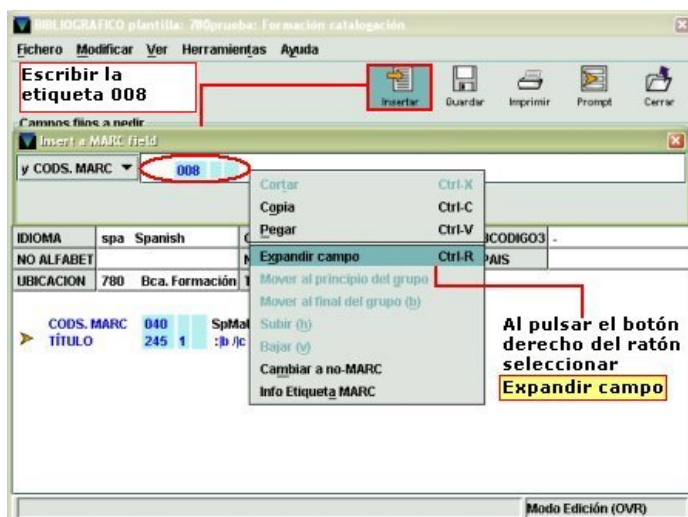 BIBLIOGRAFICO plantilla: 780prueba: Formación catalogación
Fichero Modificar Ver Herramientas Ayuda
Escribir la
etiqueta 008
Insertar Guardar Imprimir Prompt Cerrar
Campos fijos a pedir
Insert a MARC field
y CODS. MARC 008
Cortar Ctrl-X
Copia Ctrl-C
Pegar Ctrl-V
Expandir campo Ctrl-R
Mover al principio del grupo
Mover al final del grupo (b)
Subir (h)
Bajar (v)
Cambiar a no-MARC
Info Etiqueta MARC
IDIOMA spa Spanish BCODIGO3 -
NO ALFABET PAIS
UBICACION 780 Bca. Formación
CODS. MARC 040 SpMa
TÍTULO 245 1 :|b /|c
Al pulsar el botón
derecho del ratón
seleccionar
Expandir campo
Modo Edición (OVR)